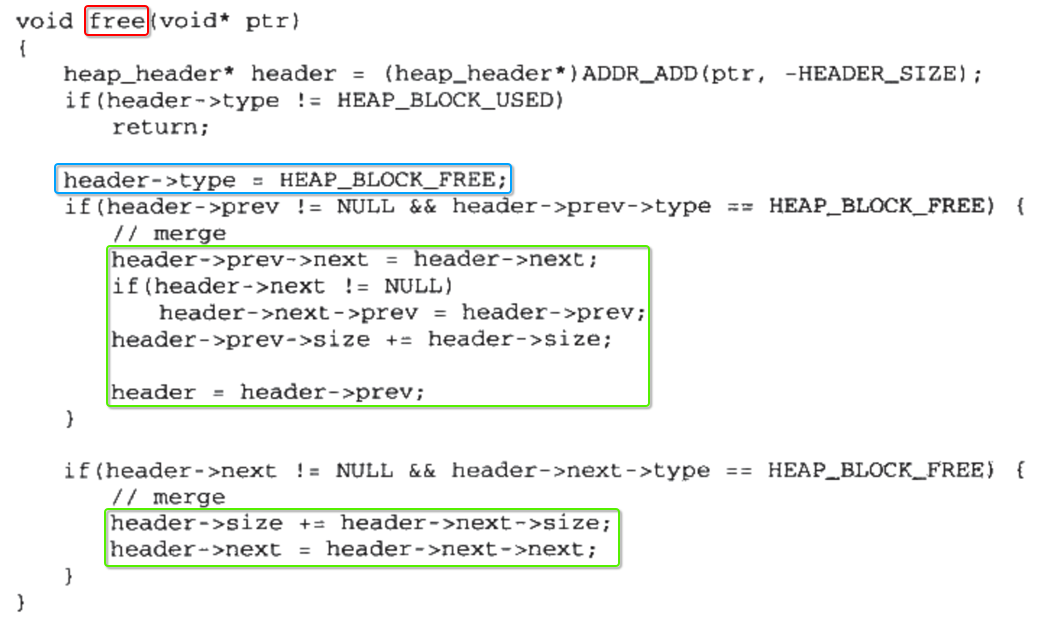 void free(void* ptr)
{
    heap_header* header = (heap_header*)ADDR_ADD(ptr, -HEADER_SIZE);
    if(header->type != HEAP_BLOCK_USED)
        return;
    header->type = HEAP_BLOCK_FREE;
    if(header->prev != NULL && header->prev->type == HEAP_BLOCK_FREE) {
        // merge
        header->prev->next = header->next;
        if(header->next != NULL)
            header->next->prev = header->prev;
        header->prev->size += header->size;
        header = header->prev;
    }
    if(header->next != NULL && header->next->type == HEAP_BLOCK_FREE) {
        // merge
        header->size += header->next->size;
        header->next = header->next->next;
    }
}